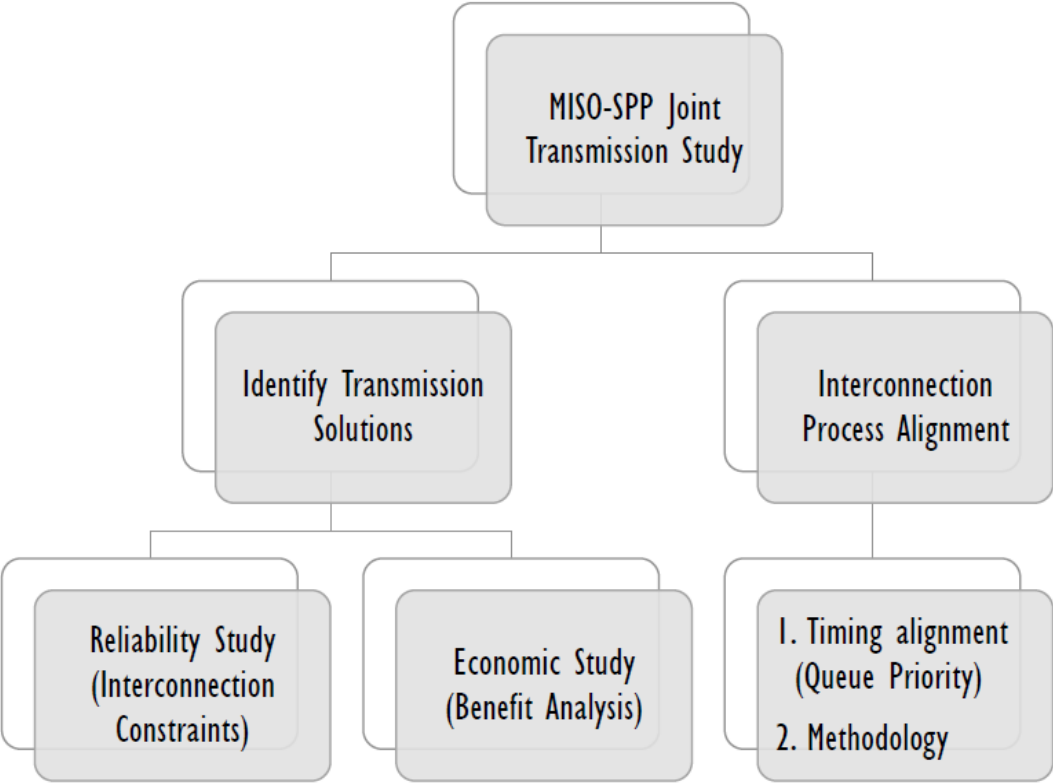 MISO-SPP Joint
Transmission Study
Identify Transmission
Solutions
Interconnection
Process Alignment
Reliability Study
(Interconnection
Constraints)
Economic Study
(Benefit Analysis)
1. Timing alignment
(Queue Priority)
2. Methodology